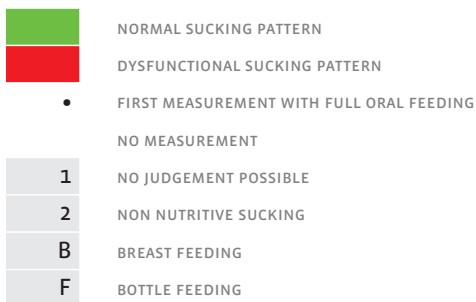 NORMAL SUCKING PATTERN
DYSFUNCTIONAL SUCKING PATTERN
• FIRST MEASUREMENT WITH FULL ORAL FEEDING
NO MEASUREMENT
1 NO JUDGEMENT POSSIBLE
2 NON NUTRITIVE SUCKING
B BREAST FEEDING
F BOTTLE FEEDING